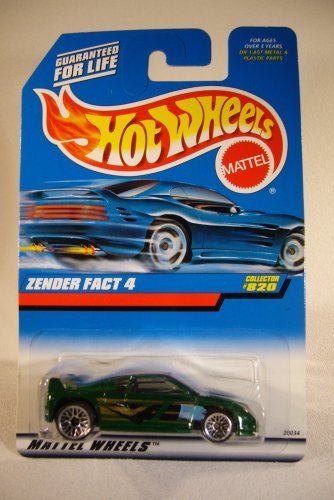 GUARANTEED
FOR LIFE
FOR AGES
OVER 3 YEARS
DIE CAST METAL &
PLASTIC PARTS
HOT WHEELS
MATTEL
®
ZENDER FACT 4
COLLECTOR
#820
20034
MATTEL WHEELS™